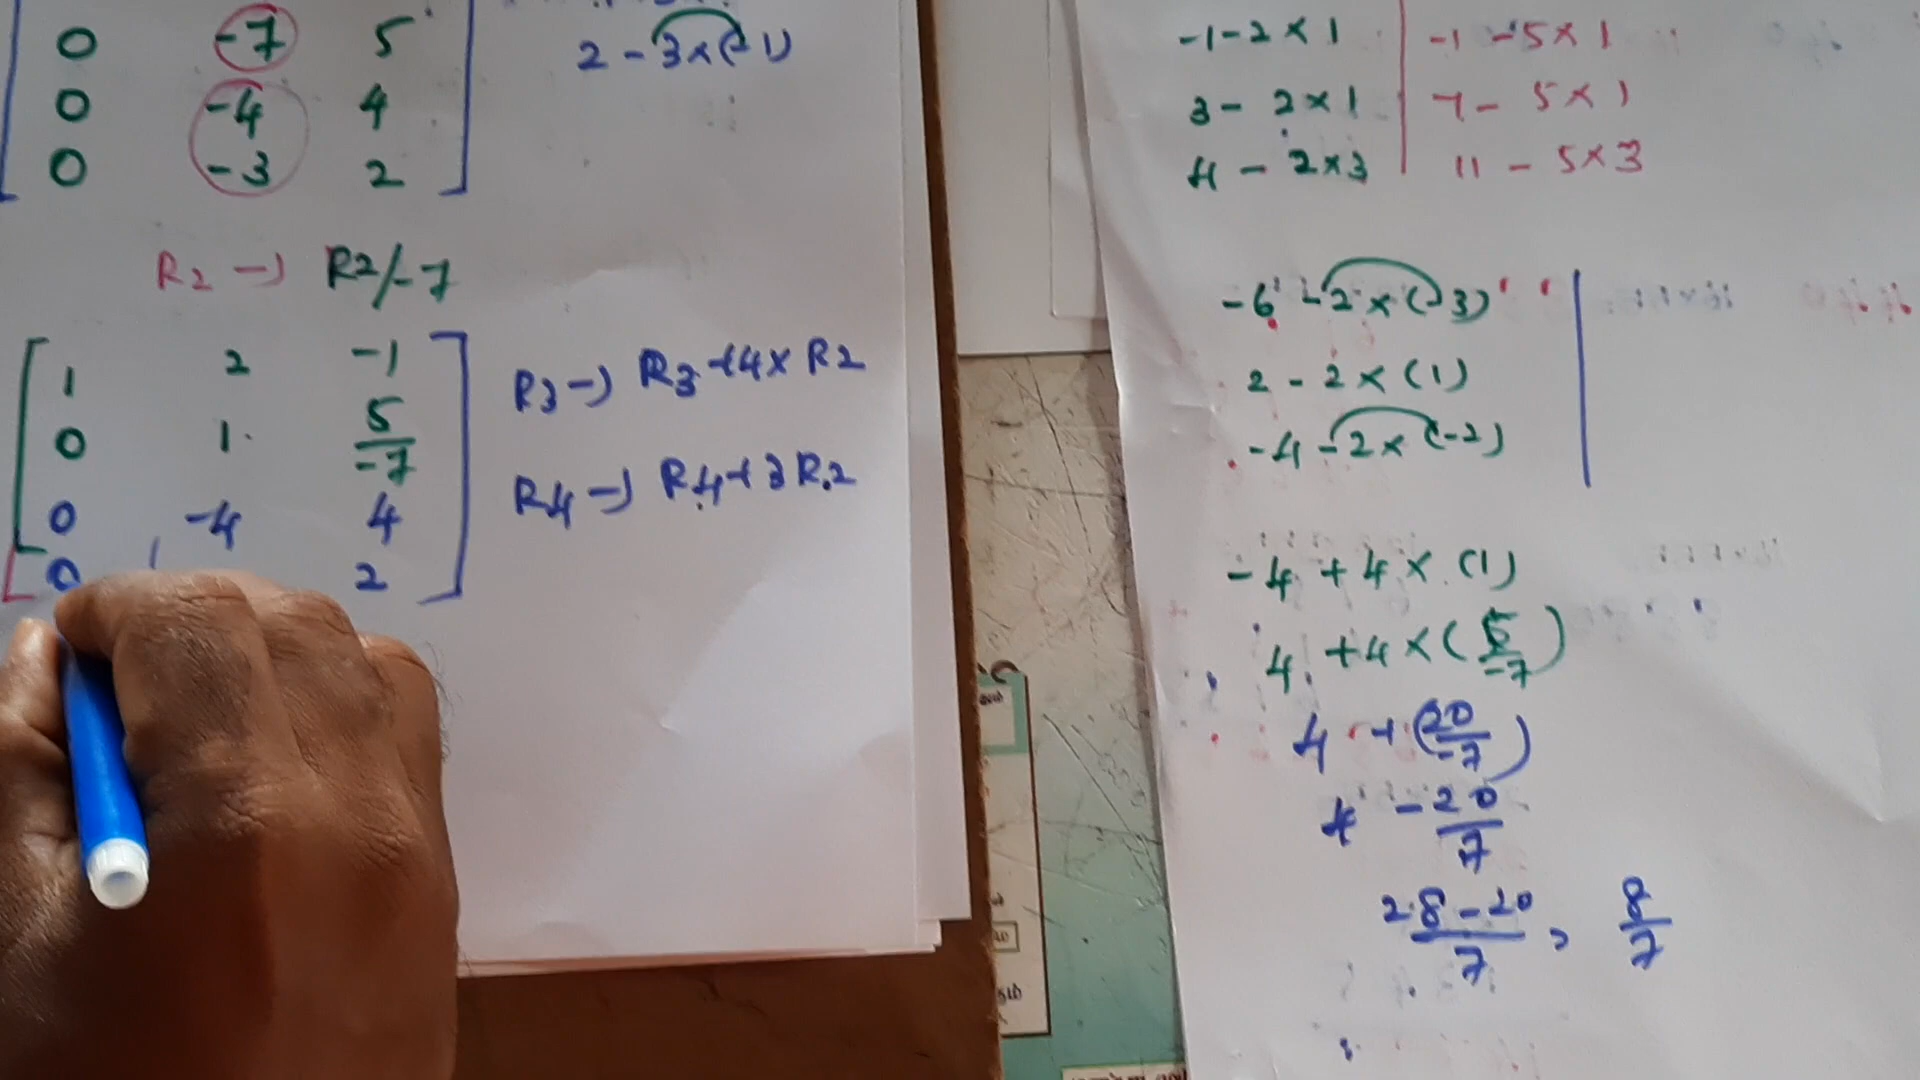 0 -7 5
2 - 3 × (-1)
0 -4 4
0 -3 2
R2 → R2/-7
1 2 -1
0 1 5/-7
0 -4 4
0 2
R3 → R3 + 4 × R2
R4 → R4 + 3 R2
-1 - 2 × 1
3 - 2 × 1
4 - 2 × 3
-1 - 5 × 1
7 - 5 × 1
11 - 5 × 3
-6 - 2 × (-3)
2 - 2 × (1)
-4 - 2 × (-2)
-4 + 4 × (1)
4 + 4 × (5/-7)
4 + (20/-7)
4 - 20/7
28 - 20/7, 8/7